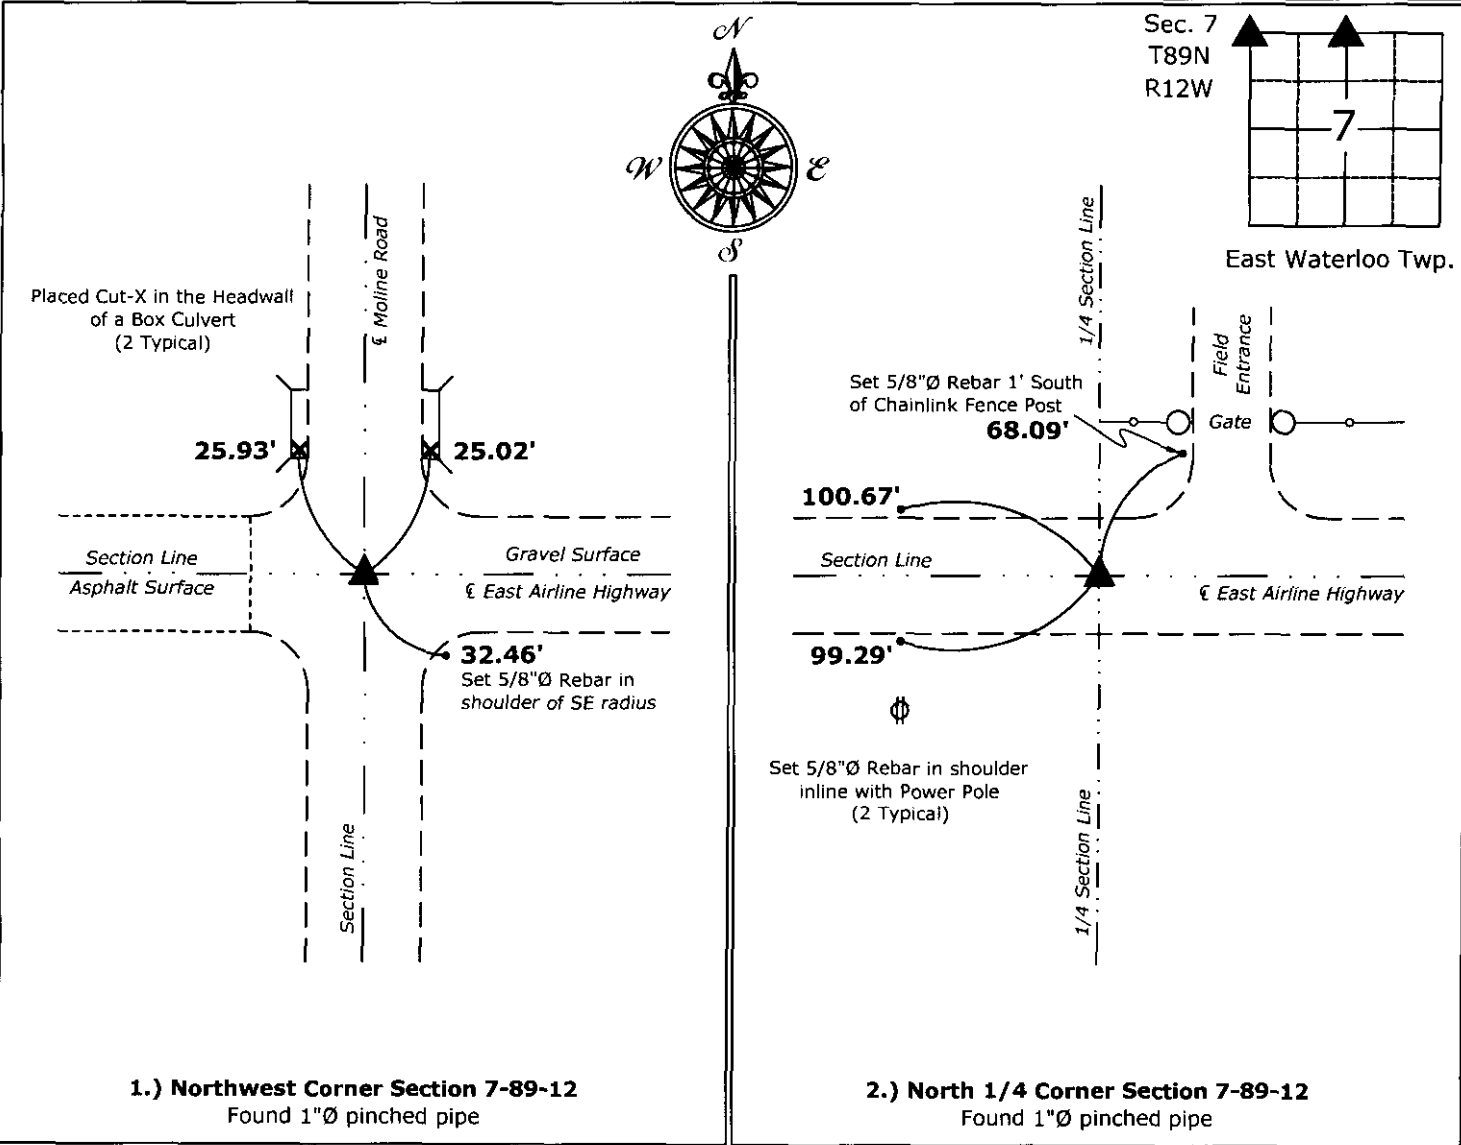 N
W
E
S
Sec. 7
T89N
R12W
7
East Waterloo Twp.
Placed Cut-X in the Headwall
of a Box Culvert
(2 Typical)
℄ Moline Road
25.93'
25.02'
Section Line
Asphalt Surface
Gravel Surface
℄ East Airline Highway
32.46'
Set 5/8"Ø Rebar in
shoulder of SE radius
Section Line
1.) Northwest Corner Section 7-89-12
Found 1"Ø pinched pipe
1/4 Section Line
Field
Entrance
Set 5/8"Ø Rebar 1' South
of Chainlink Fence Post
68.09'
Gate
100.67'
Section Line
℄ East Airline Highway
99.29'
Set 5/8"Ø Rebar in shoulder
inline with Power Pole
(2 Typical)
1/4 Section Line
2.) North 1/4 Corner Section 7-89-12
Found 1"Ø pinched pipe